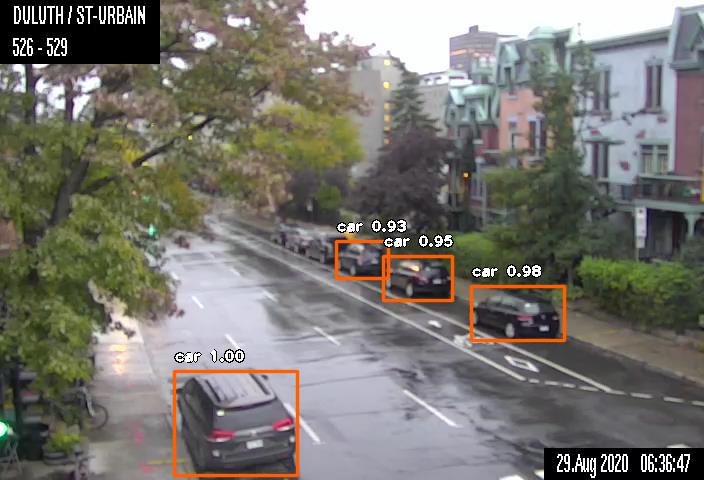 DULUTH / ST-URBAIN
526 - 529
car 0.93
car 0.95
car 0.98
car 1.00
29.Aug 2020 06:36:47